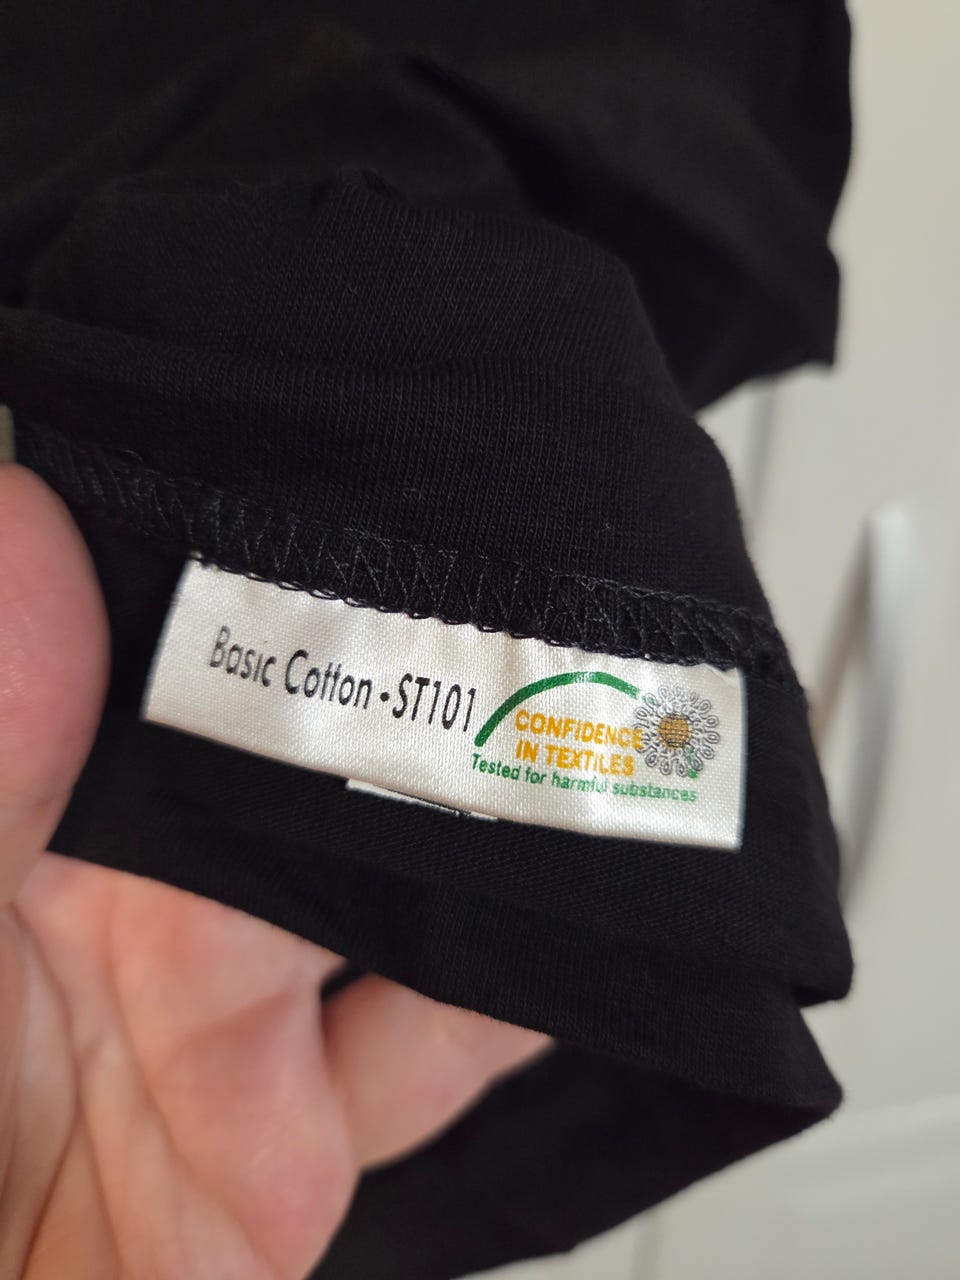 Basic Cotton • ST101
CONFIDENCE
IN TEXTILES
Tested for harmful substances